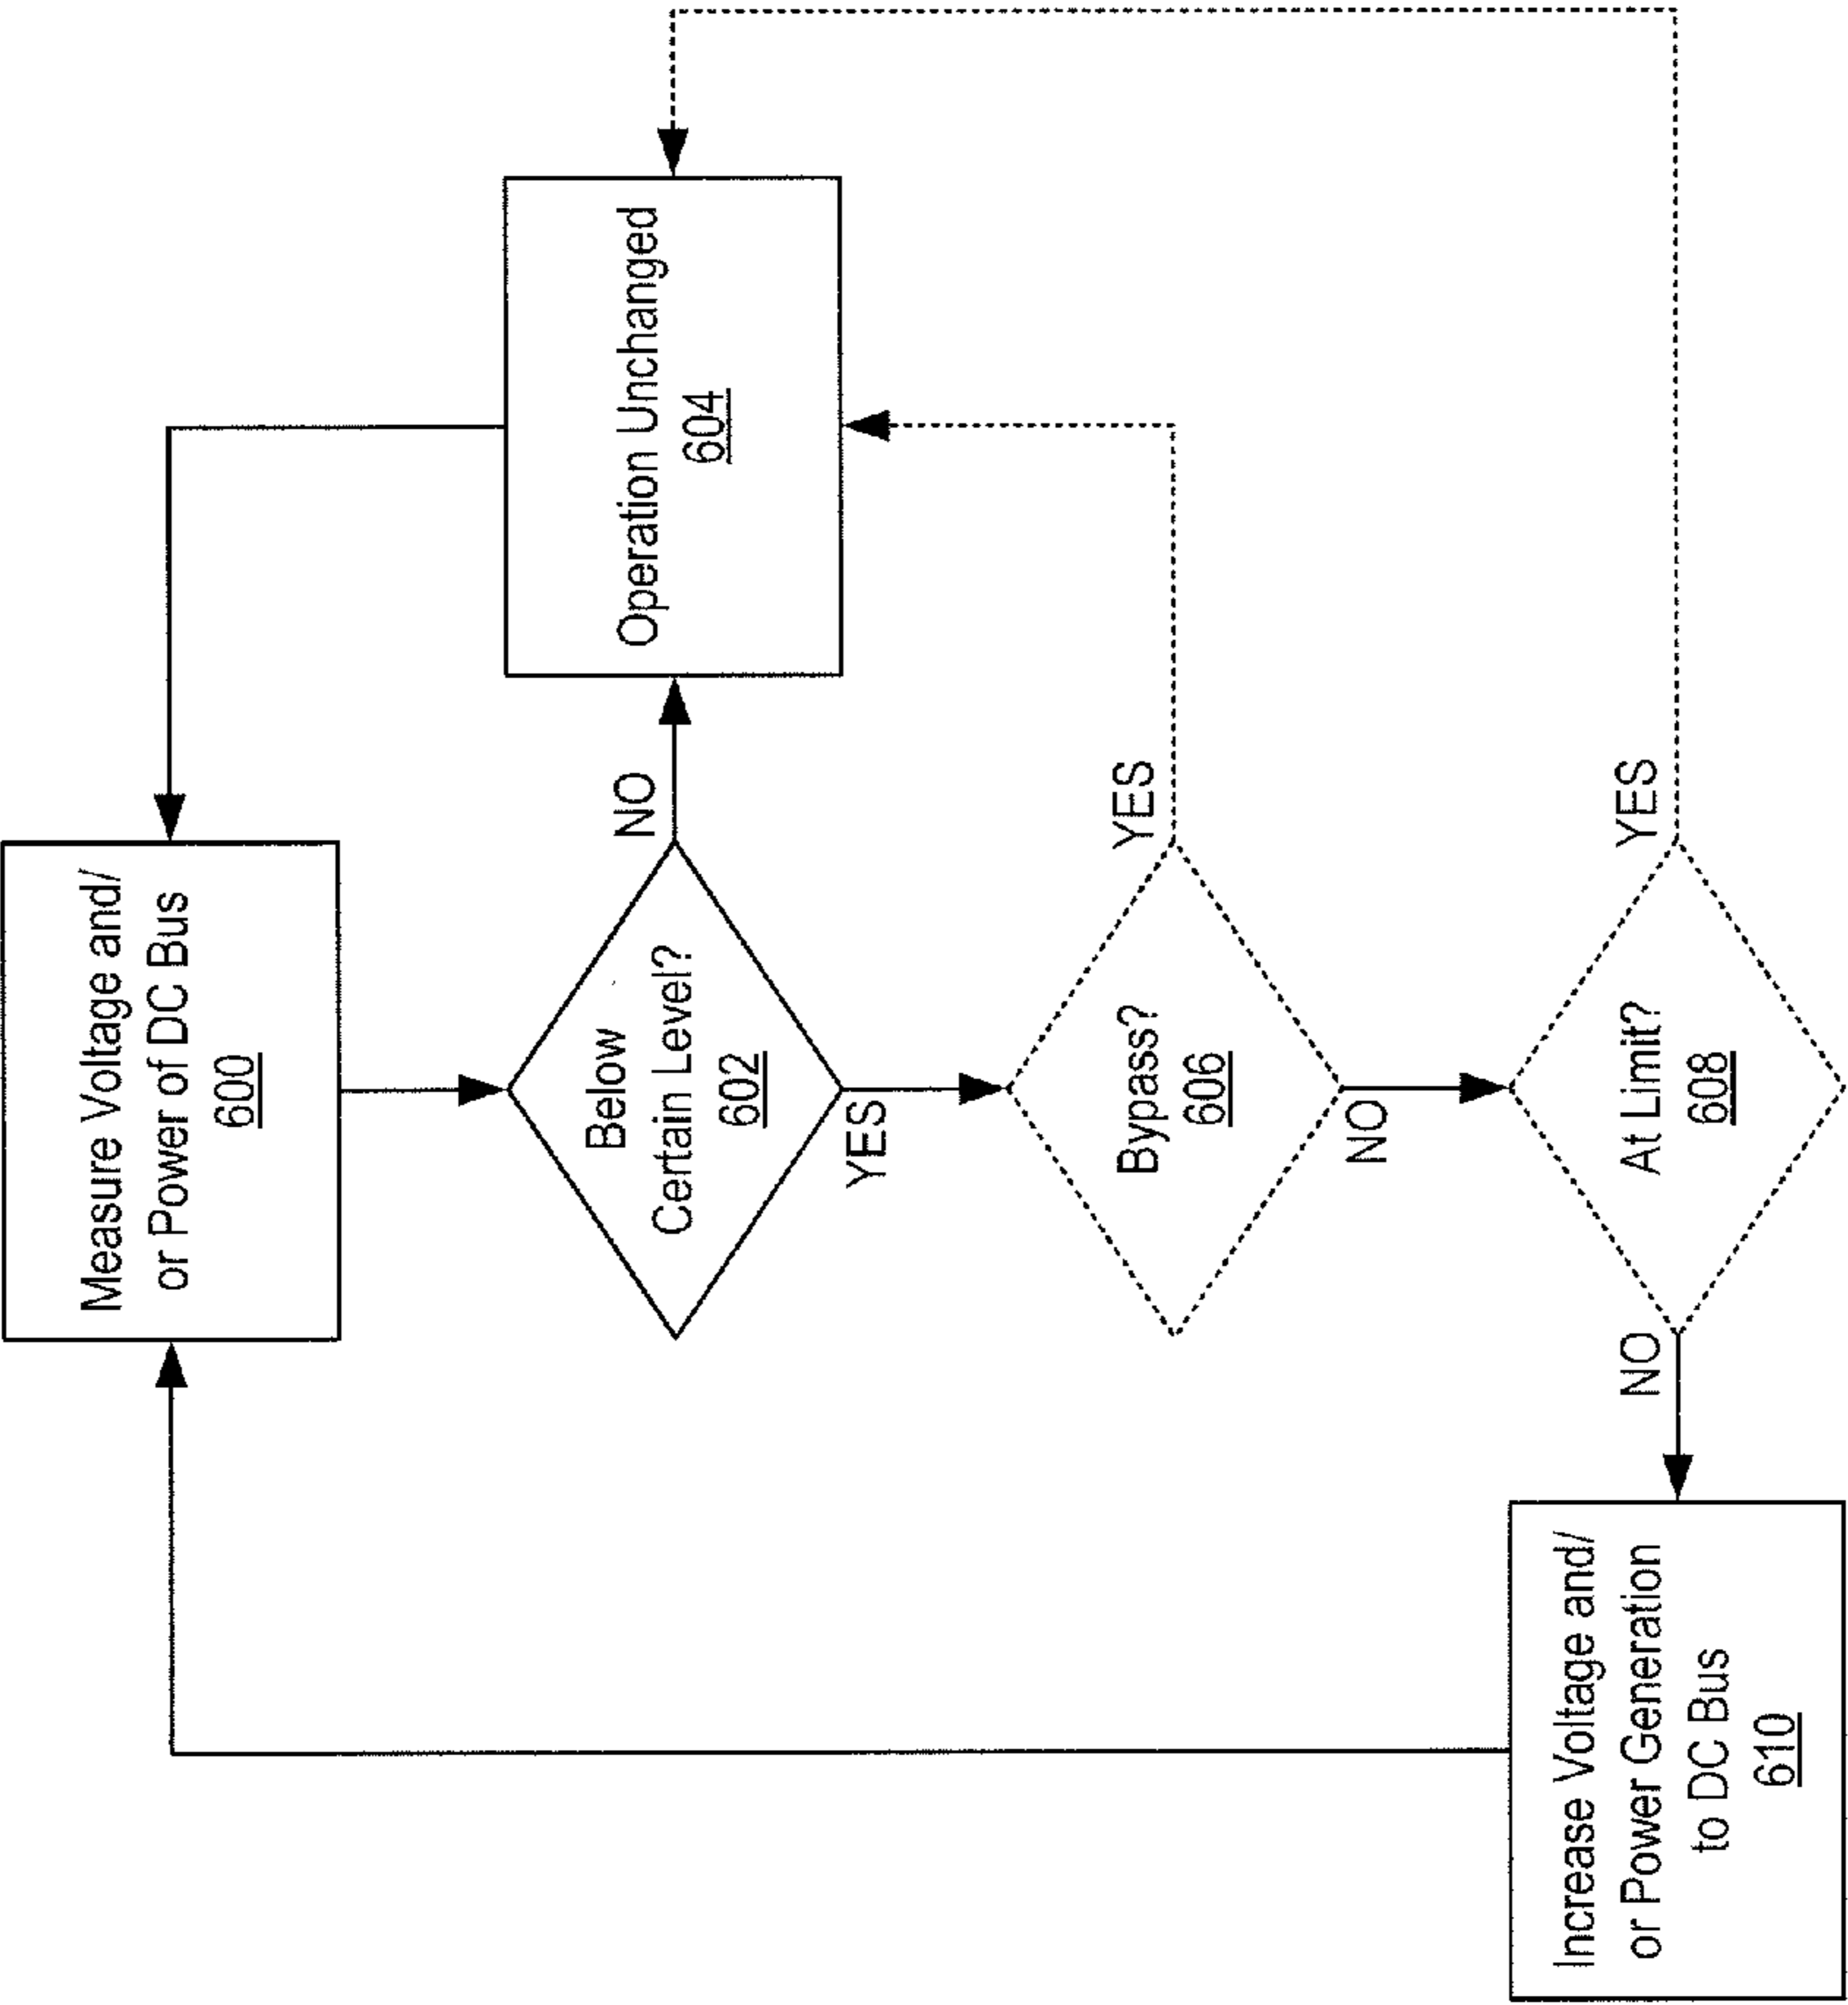 Measure Voltage and/
or Power of DC Bus
600
Below
Certain Level?
602
NO
Operation Unchanged
604
YES
Bypass?
606
YES
NO
At Limit?
608
YES
NO
Increase Voltage and/
or Power Generation
to DC Bus
610